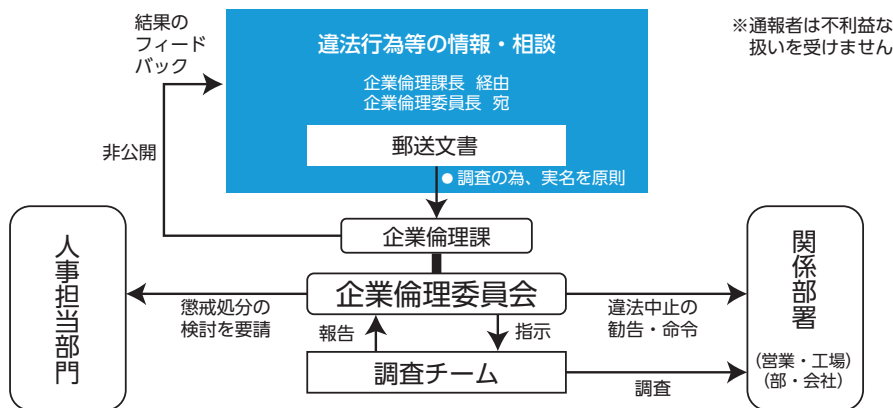 結果の
フィード
バック
違法行為等の情報・相談
企業倫理課長 経由
企業倫理委員長 宛
郵送文書
● 調査の為、実名を原則
※通報者は不利益な
扱いを受けません
非公開
企業倫理課
人事担当部門
企業倫理委員会
関係部署
(営業・工場)
(部・会社)
懲戒処分の
検討を要請
違法中止の
勧告・命令
報告
指示
調査チーム
調査